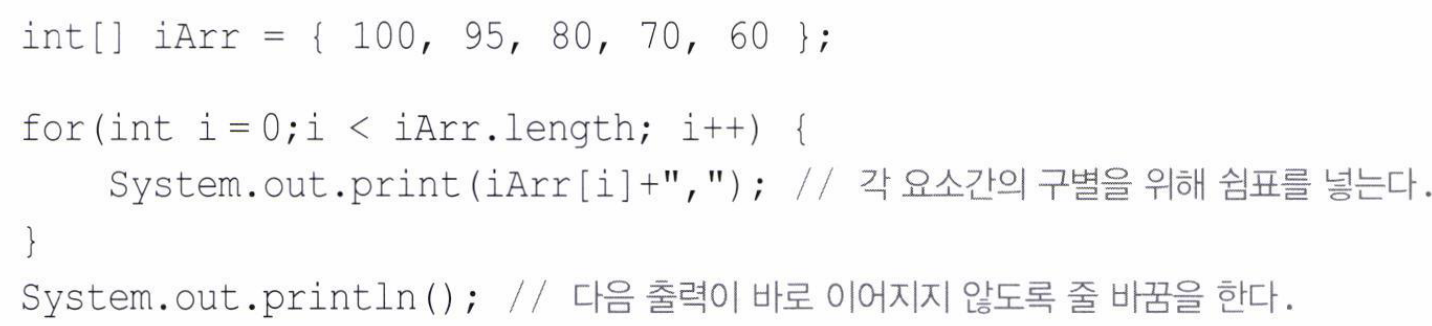 int[] iArr = { 100, 95, 80, 70, 60 };
for(int i=0;i < iArr.length; i++) {
    System.out.print(iArr[i]+","); // 각 요소간의 구별을 위해 쉼표를 넣는다.
}
System.out.println(); // 다음 출력이 바로 이어지지 않도록 줄 바꿈을 한다.